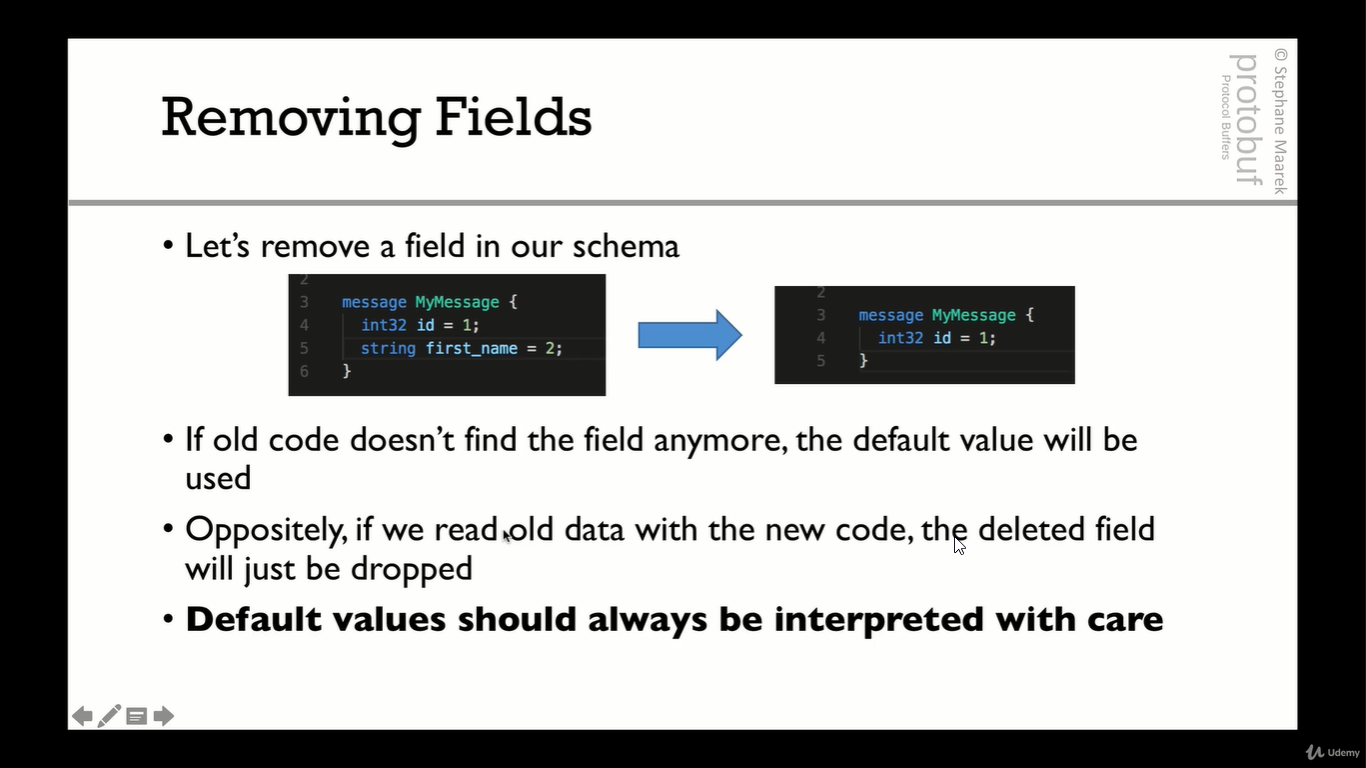 Removing Fields
© Stephane Maarek
protobuf
Protocol Buffers
• Let’s remove a field in our schema
2
3 message MyMessage {
4 int32 id = 1;
5 string first_name = 2;
6 }
2
3 message MyMessage {
4 int32 id = 1;
5 }
• If old code doesn’t find the field anymore, the default value will be
used
• Oppositely, if we read old data with the new code, the deleted field
will just be dropped
• Default values should always be interpreted with care
Udemy